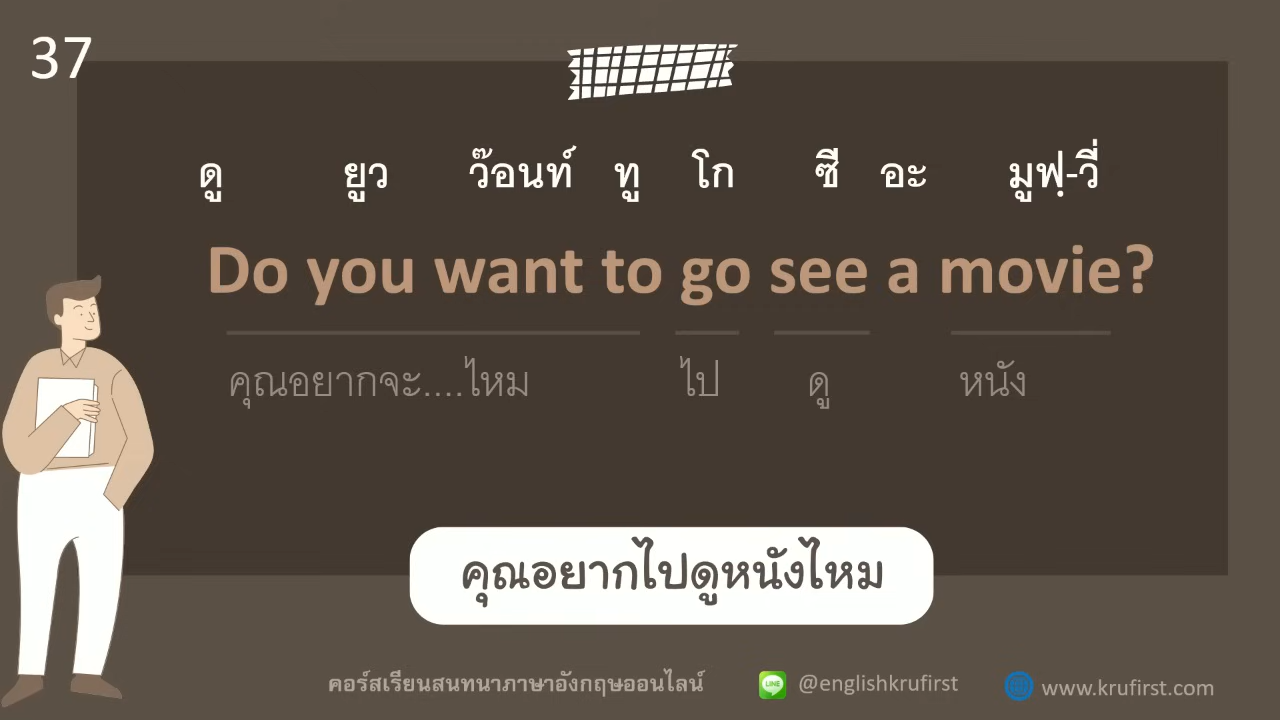 37
ดู ยูว ว๊อนท์ ทู โก ซี อะ มูฟฺ-วี่
Do you want to go see a movie?
คุณอยากจะ....ไหม ไป ดู หนัง
คุณอยากไปดูหนังไหม
คอร์สเรียนสนทนาภาษาอังกฤษออนไลน์ LINE @englishkrufirst www.krufirst.com